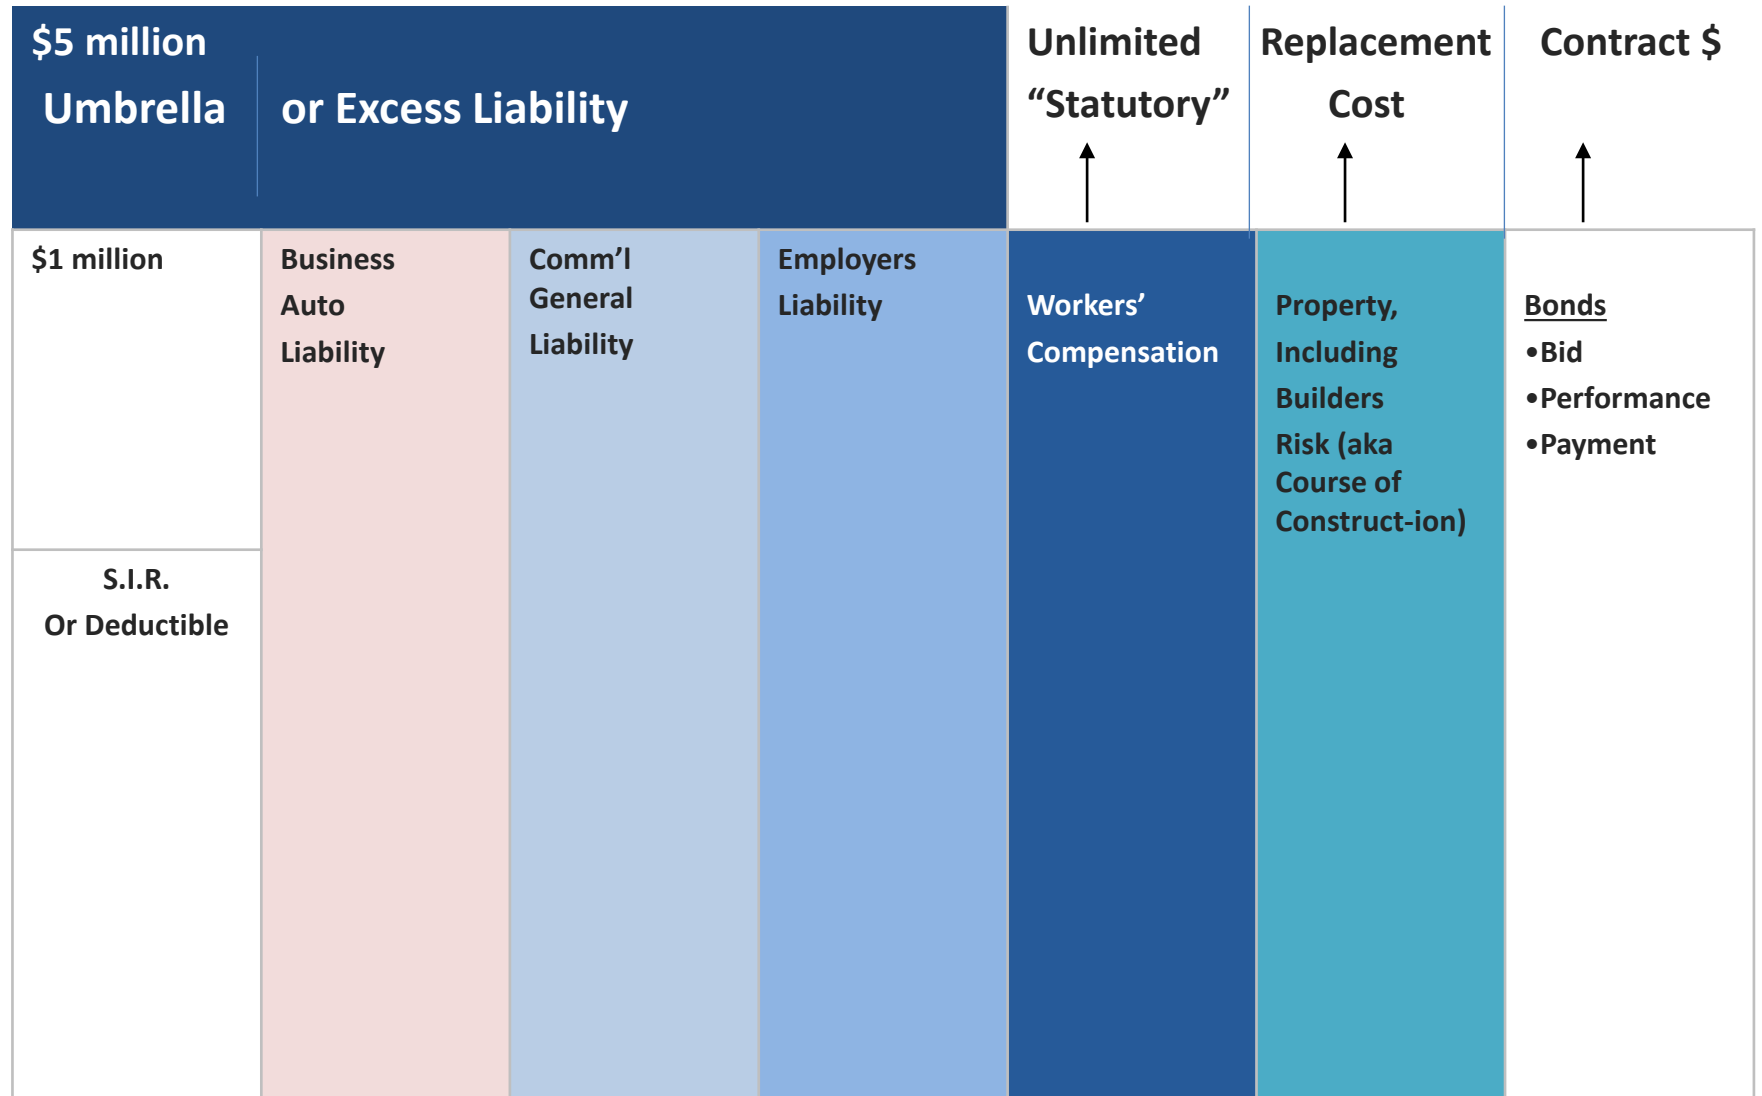 $5 million
Umbrella
or Excess Liability
Unlimited
“Statutory”
Replacement
Cost
Contract $
$1 million
S.I.R.
Or Deductible
Business
Auto
Liability
Comm’l
General
Liability
Employers
Liability
Workers’
Compensation
Property,
Including
Builders
Risk (aka
Course of
Construct-ion)
Bonds
•Bid
•Performance
•Payment